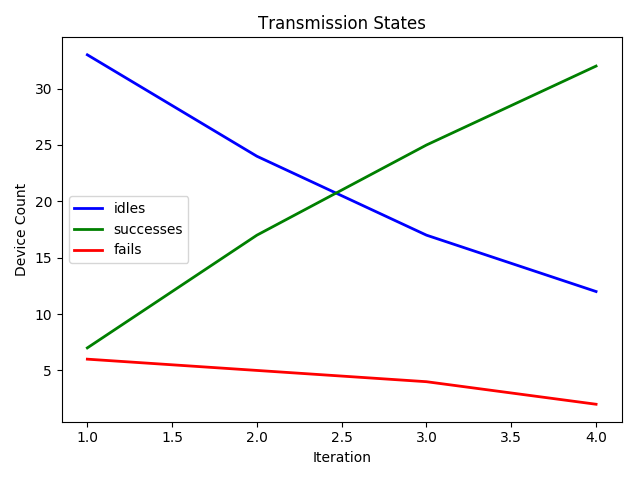 Transmission States
Device Count
30
25
20
15
10
5
idles
successes
fails
1.0 1.5 2.0 2.5 3.0 3.5 4.0
Iteration